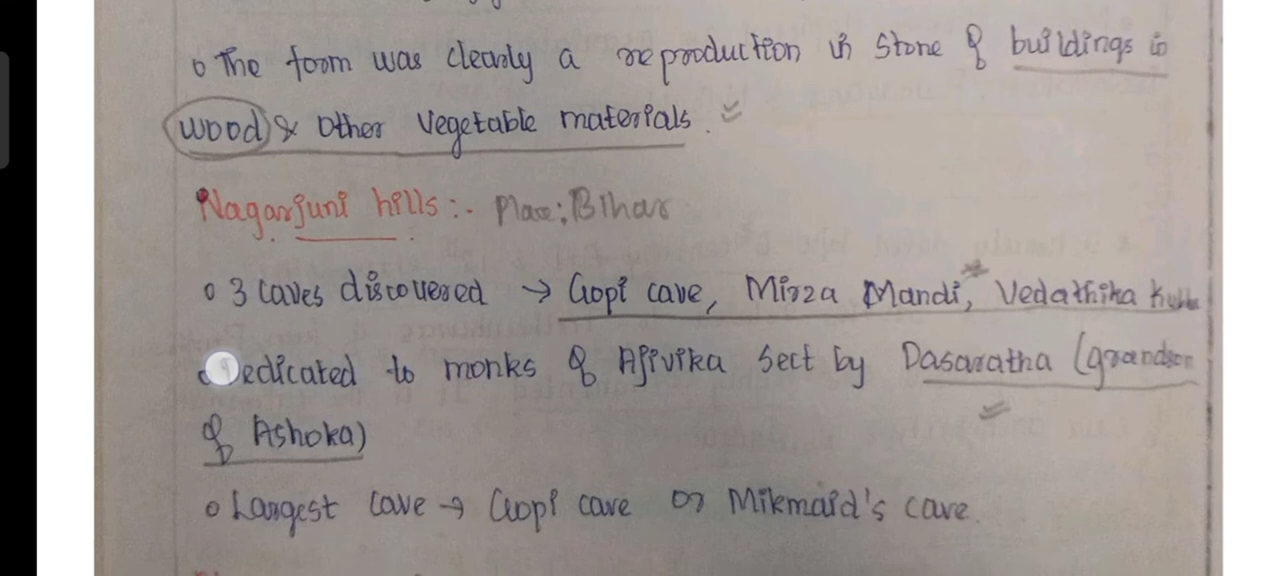 o The form was clearly a reproduction in stone of buildings in
wood & other vegetable materials.
Nagarjuni hills:- Place: Bihar
o 3 caves discovered → Gopi cave, Mirza Mandi, Vedathika
Dedicated to monks of Ajivika sect by Dasaratha (grandson
of Ashoka)
o Largest cave → Gopi cave or Milkmaid's cave.